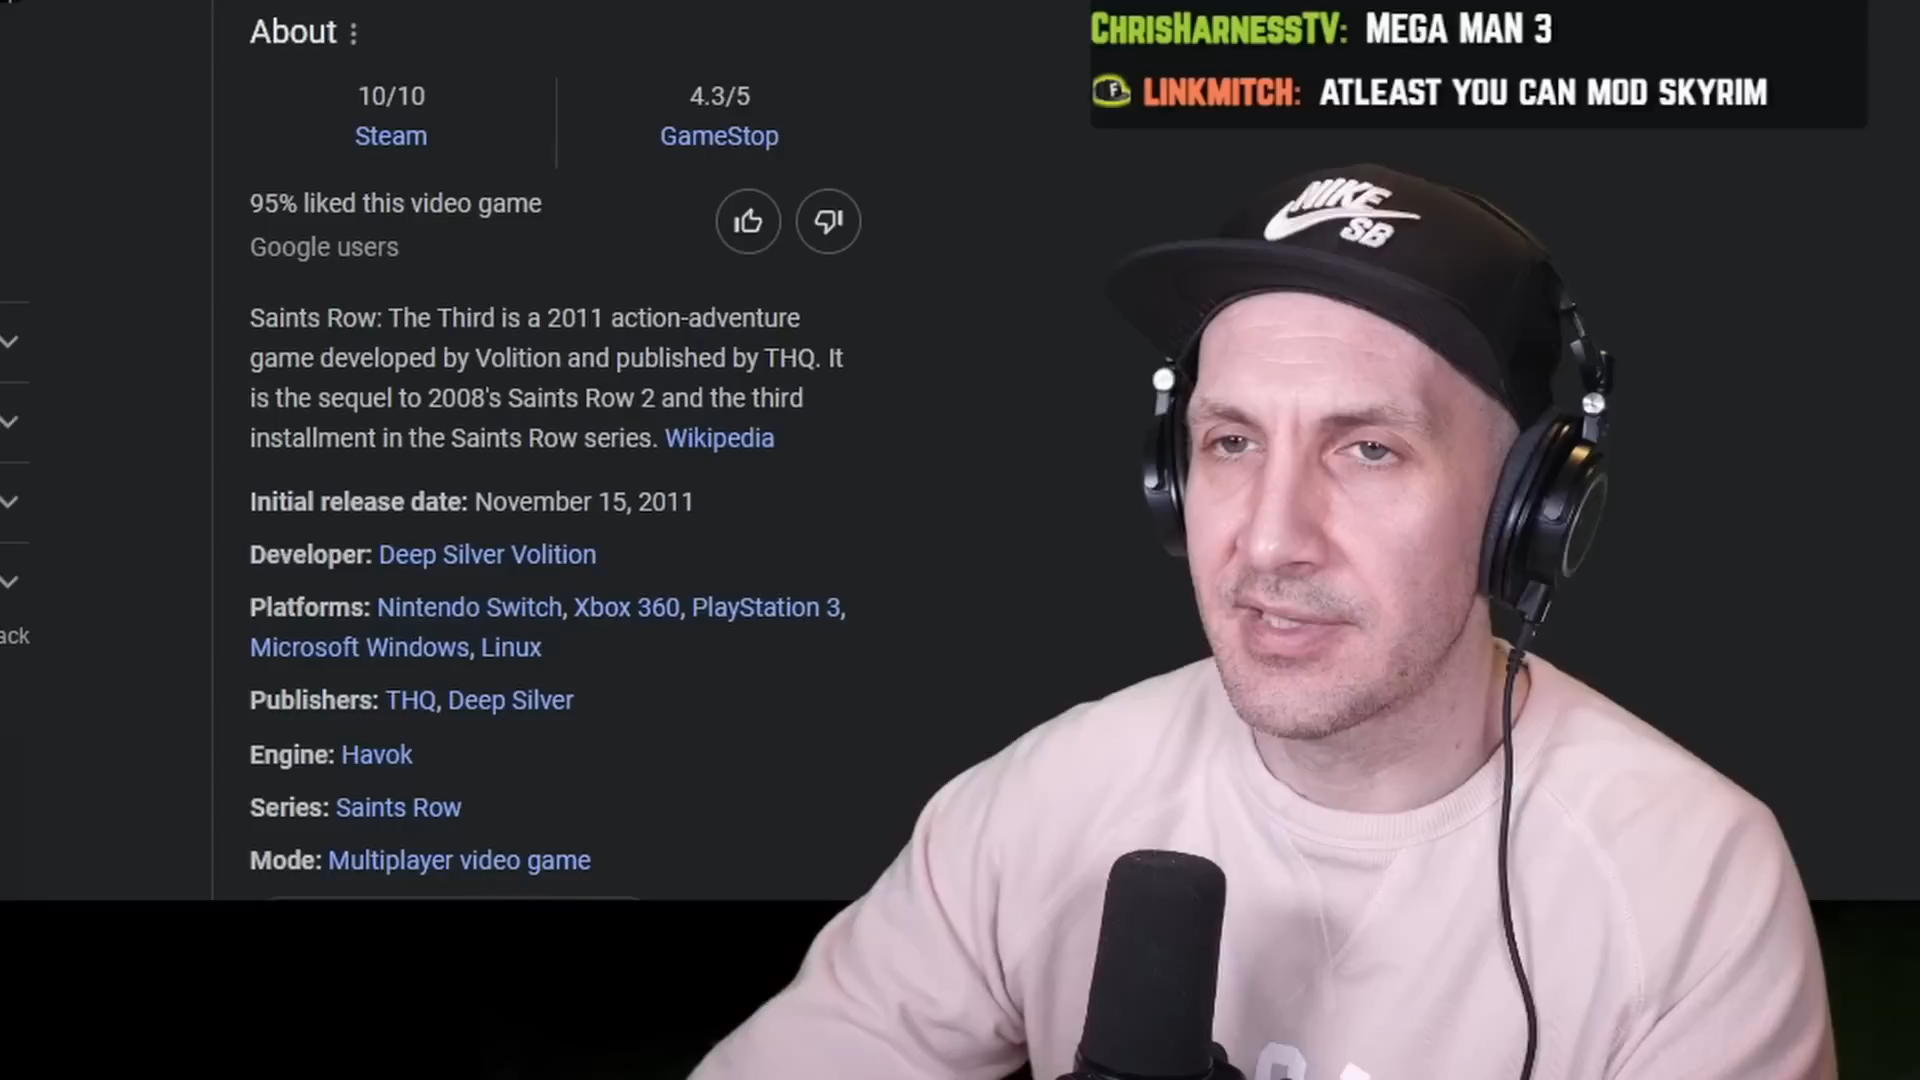 About
10/10
Steam
4.3/5
GameStop
95% liked this video game
Google users
Saints Row: The Third is a 2011 action-adventure
game developed by Volition and published by THQ. It
is the sequel to 2008's Saints Row 2 and the third
installment in the Saints Row series. Wikipedia
Initial release date: November 15, 2011
Developer: Deep Silver Volition
Platforms: Nintendo Switch, Xbox 360, PlayStation 3,
Microsoft Windows, Linux
Publishers: THQ, Deep Silver
Engine: Havok
Series: Saints Row
Mode: Multiplayer video game
ack
CHRISHARNESSTV: MEGA MAN 3
F LINKMITCH: ATLEAST YOU CAN MOD SKYRIM
NIKE
SB